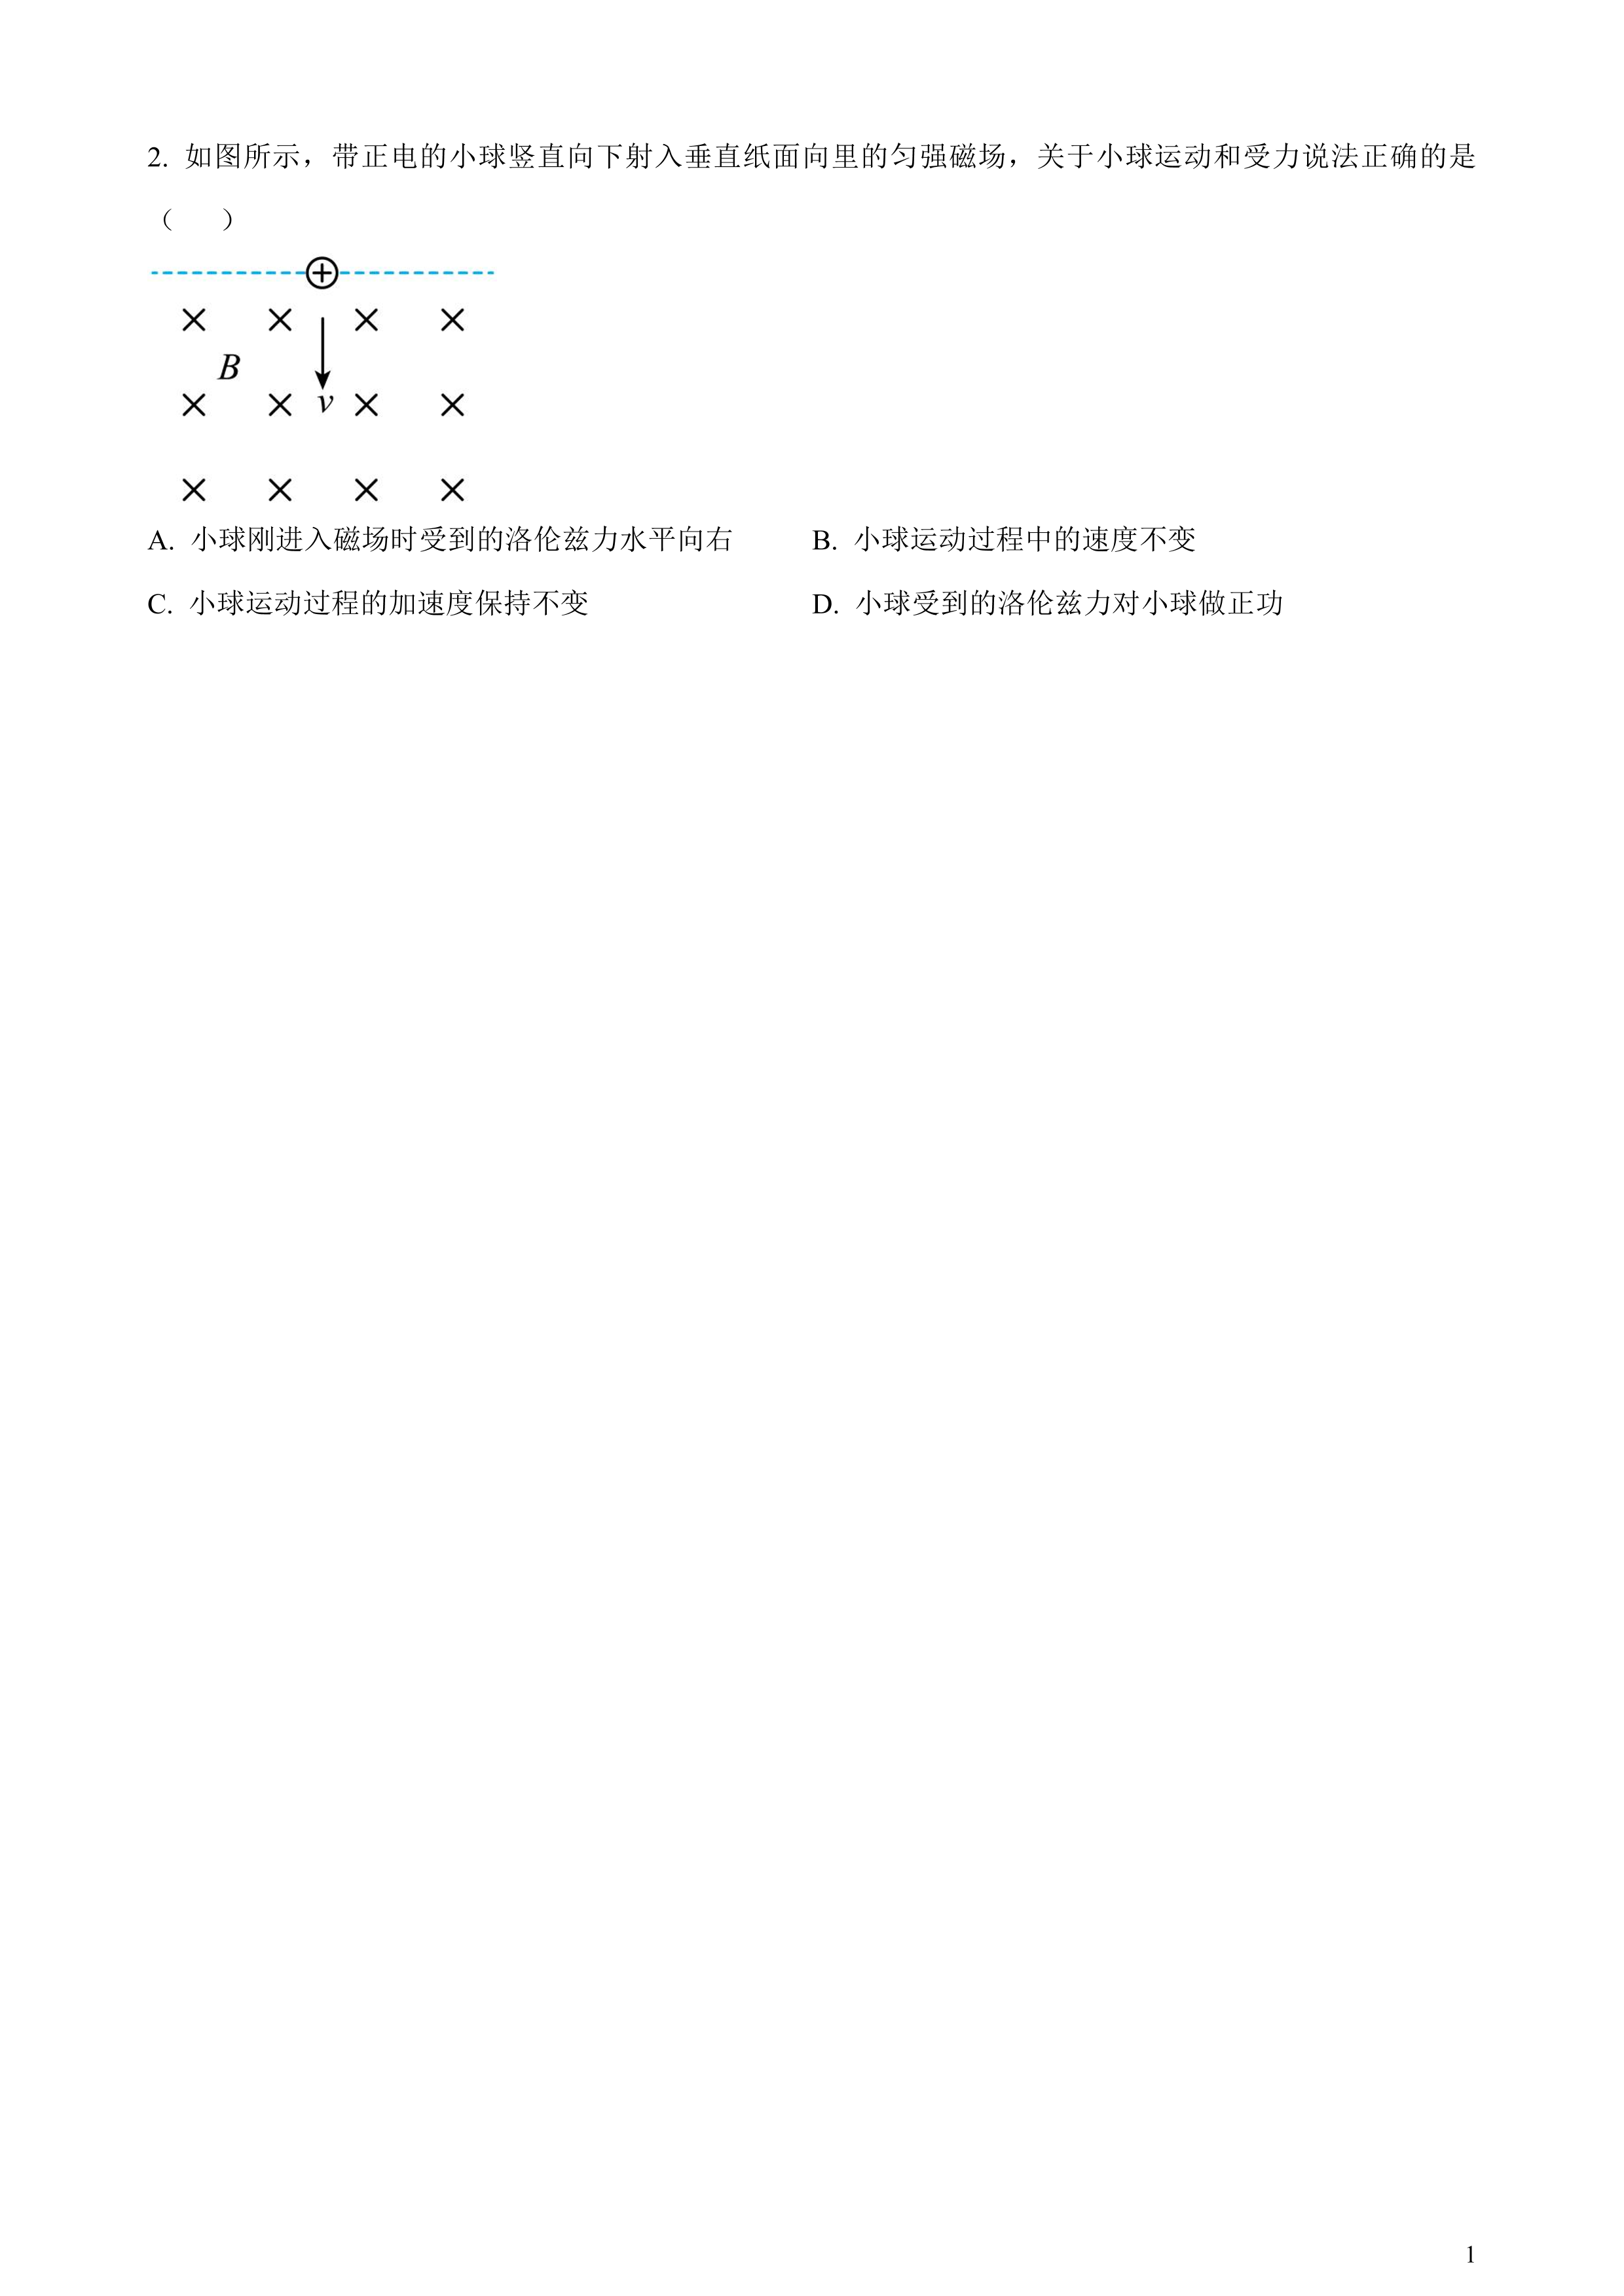 2. 如图所示，带正电的小球竖直向下射入垂直纸面向里的匀强磁场，关于小球运动和受力说法正确的是
（　　）
B
v
A. 小球刚进入磁场时受到的洛伦兹力水平向右 B. 小球运动过程中的速度不变
C. 小球运动过程的加速度保持不变 D. 小球受到的洛伦兹力对小球做正功
1